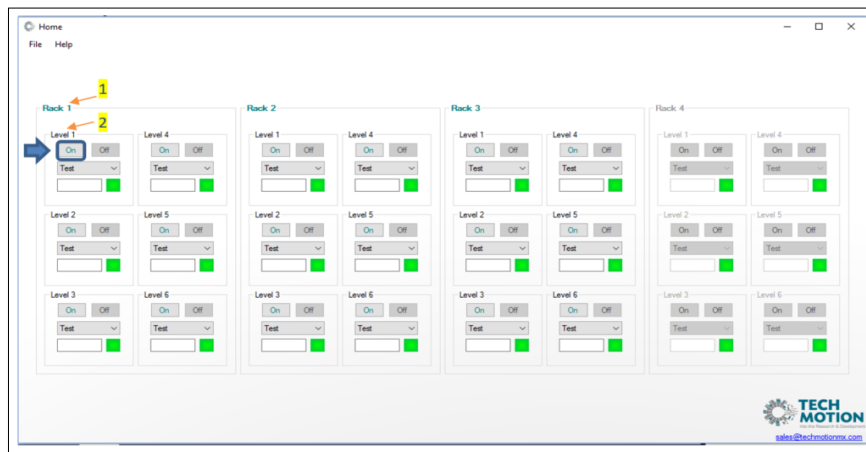 Home
File Help
1
Rack 1 Rack 2 Rack 3 Rack 4
2
Level 1 Level 4 Level 1 Level 4 Level 1 Level 4 Level 1 Level 4
On Off On Off On Off On Off On Off On Off On Off On Off
Test Test Test Test Test Test Test Test
Level 2 Level 5 Level 2 Level 5 Level 2 Level 5 Level 2 Level 5
On Off On Off On Off On Off On Off On Off On Off On Off
Test Test Test Test Test Test Test Test
Level 3 Level 6 Level 3 Level 6 Level 3 Level 6 Level 3 Level 6
On Off On Off On Off On Off On Off On Off On Off On Off
Test Test Test Test Test Test Test Test
TECH
MOTION
sales@techmotionmx.com